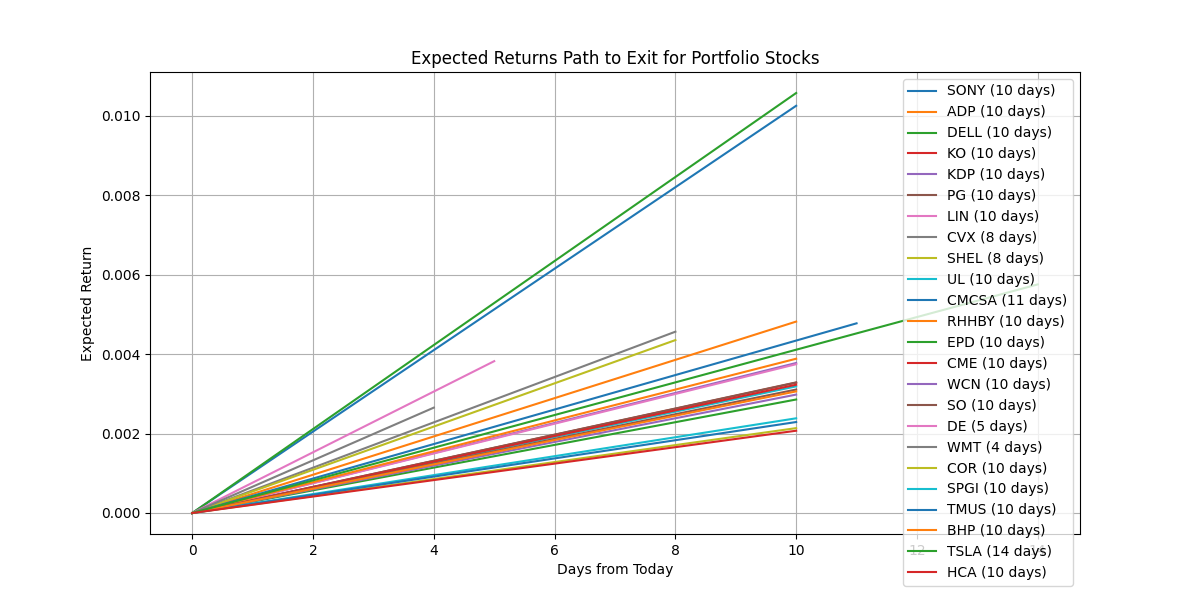 Expected Returns Path to Exit for Portfolio Stocks
Expected Return
0.010
0.008
0.006
0.004
0.002
0.000
0 2 4 6 8 10 12
Days from Today
SONY (10 days)
ADP (10 days)
DELL (10 days)
KO (10 days)
KDP (10 days)
PG (10 days)
LIN (10 days)
CVX (8 days)
SHEL (8 days)
UL (10 days)
CMCSA (11 days)
RHHBY (10 days)
EPD (10 days)
CME (10 days)
WCN (10 days)
SO (10 days)
DE (5 days)
WMT (4 days)
COR (10 days)
SPGI (10 days)
TMUS (10 days)
BHP (10 days)
TSLA (14 days)
HCA (10 days)